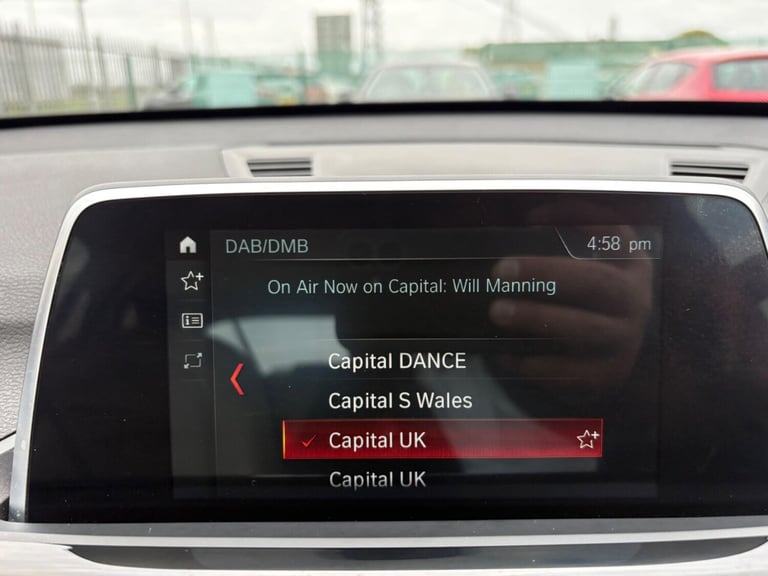 DAB/DMB
4:58 pm
On Air Now on Capital: Will Manning
Capital DANCE
Capital S Wales
Capital UK
Capital UK